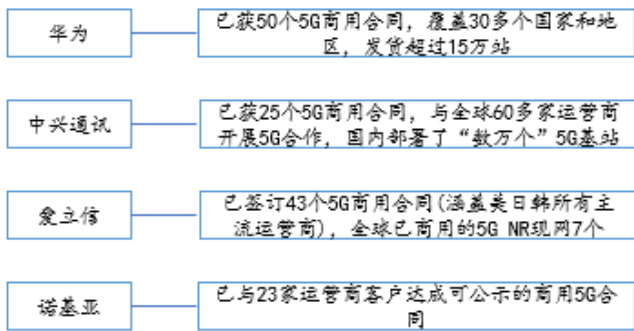 华为
已获50个5G商用合同，覆盖30多个国家和地
区，发货超过15万站
中兴通讯
已获25个5G商用合同，与全球60多家运营商
开展5G合作，国内部署了“数万个”5G基站
爱立信
已签订43个5G商用合同(涵盖美日韩所有主
流运营商)，全球已商用的5G NR现网7个
诺基亚
已与23家运营商客户达成可公示的商用5G合
同